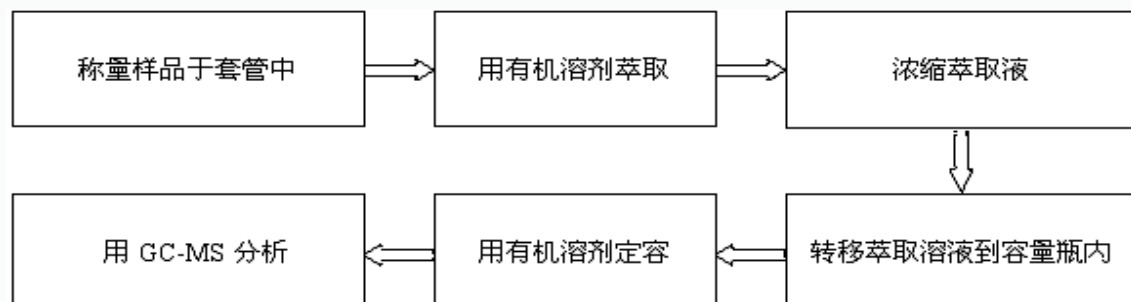 称量样品于套管中
用有机溶剂萃取
浓缩萃取液
转移萃取溶液到容量瓶内
用有机溶剂定容
用 GC-MS 分析